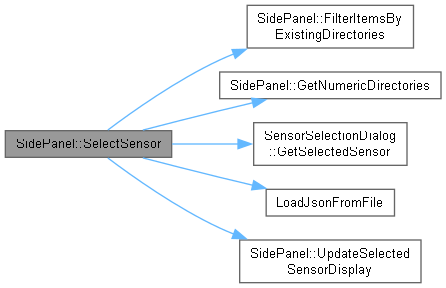 SidePanel::SelectSensor
SidePanel::FilterItemsBy
ExistingDirectories
SidePanel::GetNumericDirectories
SensorSelectionDialog
::GetSelectedSensor
LoadJsonFromFile
SidePanel::UpdateSelected
SensorDisplay